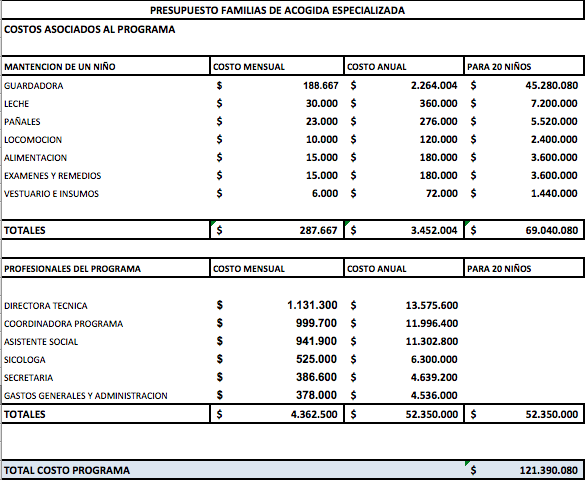 PRESUPUESTO FAMILIAS DE ACOGIDA ESPECIALIZADA
COSTOS ASOCIADOS AL PROGRAMA
MANTENCION DE UN NIÑO COSTO MENSUAL COSTO ANUAL PARA 20 NIÑOS
GUARDADORA $ 188.667 $ 2.264.004 $ 45.280.080
LECHE $ 30.000 $ 360.000 $ 7.200.000
PAÑALES $ 23.000 $ 276.000 $ 5.520.000
LOCOMOCION $ 10.000 $ 120.000 $ 2.400.000
ALIMENTACION $ 15.000 $ 180.000 $ 3.600.000
EXAMENES Y REMEDIOS $ 15.000 $ 180.000 $ 3.600.000
VESTUARIO E INSUMOS $ 6.000 $ 72.000 $ 1.440.000
TOTALES $ 287.667 $ 3.452.004 $ 69.040.080
PROFESIONALES DEL PROGRAMA COSTO MENSUAL COSTO ANUAL PARA 20 NIÑOS
DIRECTORA TECNICA $ 1.131.300 $ 13.575.600
COORDINADORA PROGRAMA $ 999.700 $ 11.996.400
ASISTENTE SOCIAL $ 941.900 $ 11.302.800
SICOLOGA $ 525.000 $ 6.300.000
SECRETARIA $ 386.600 $ 4.639.200
GASTOS GENERALES Y ADMINISTRACION $ 378.000 $ 4.536.000
TOTALES $ 4.362.500 $ 52.350.000 $ 52.350.000
TOTAL COSTO PROGRAMA $ 121.390.080